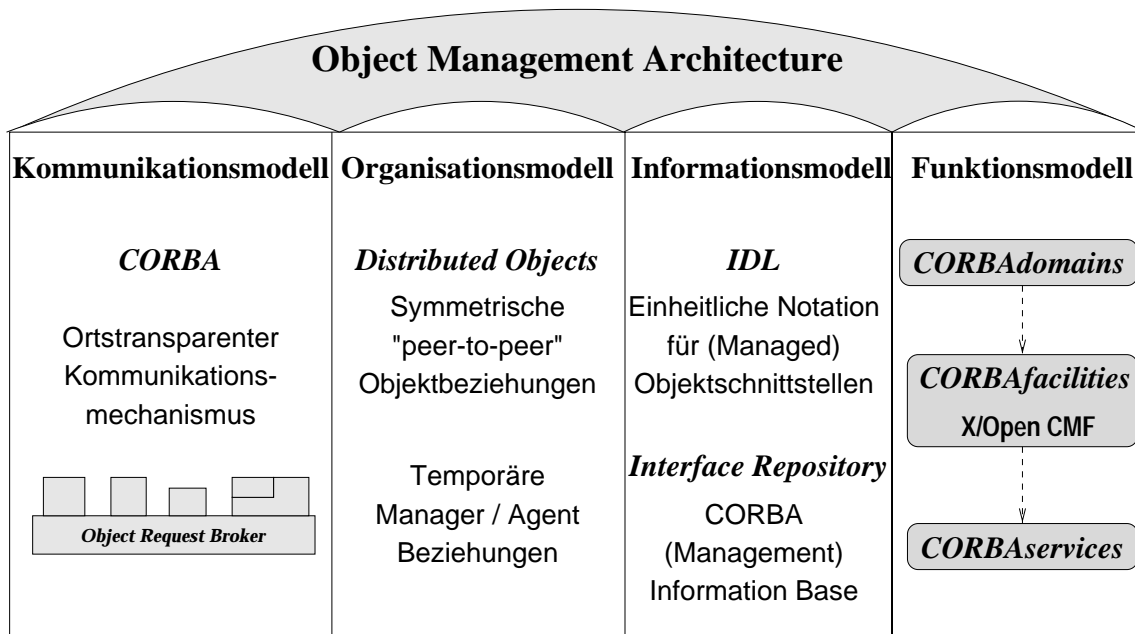 Object Management Architecture
Kommunikationsmodell
CORBA
Ortstransparenter
Kommunikations-
mechanismus
Object Request Broker
Organisationsmodell
Distributed Objects
Symmetrische
"peer-to-peer"
Objektbeziehungen
Temporäre
Manager / Agent
Beziehungen
Informationsmodell
IDL
Einheitliche Notation
für (Managed)
Objektschnittstellen
Interface Repository
CORBA
(Management)
Information Base
Funktionsmodell
CORBAdomains
CORBAfacilities
X/Open CMF
CORBAservices